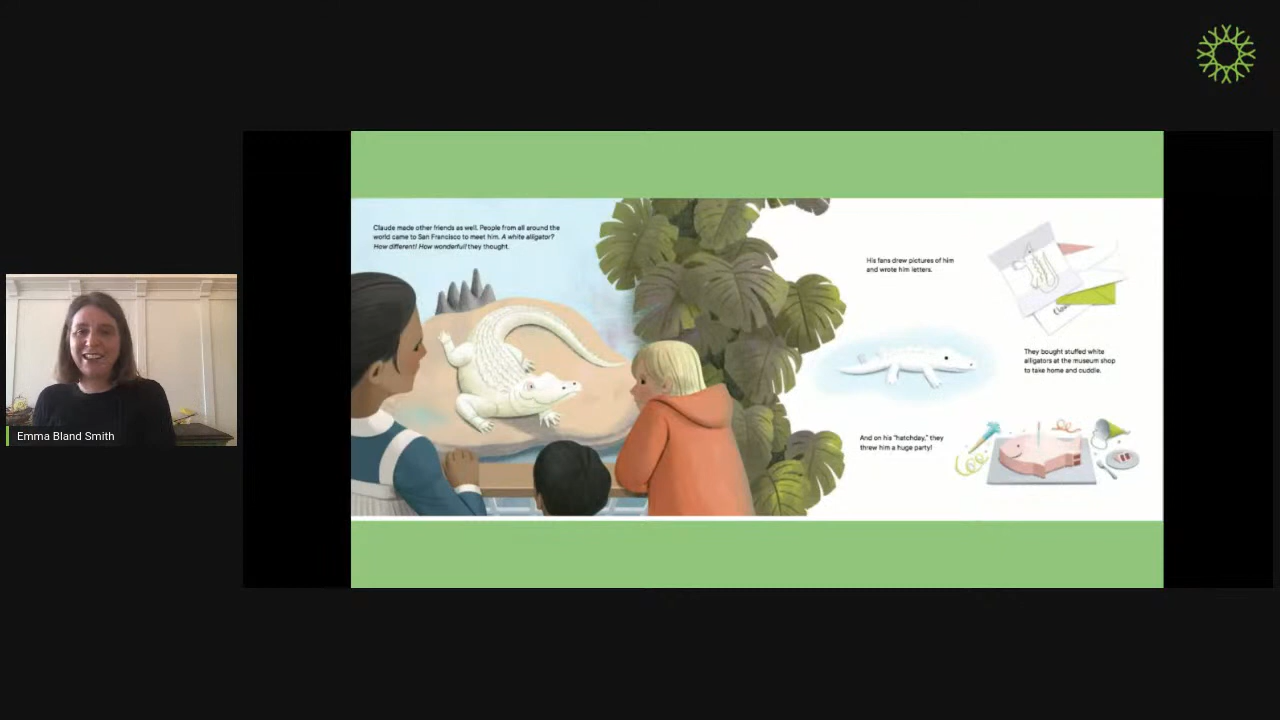 Claude made other friends as well. People from all around the
world came to San Francisco to meet him. A white alligator?
How different! How wonderful! they thought.
His fans drew pictures of him
and wrote him letters.
They bought stuffed white
alligators at the museum shop
to take home and cuddle.
And on his "hatchday," they
threw him a huge party!
Emma Bland Smith